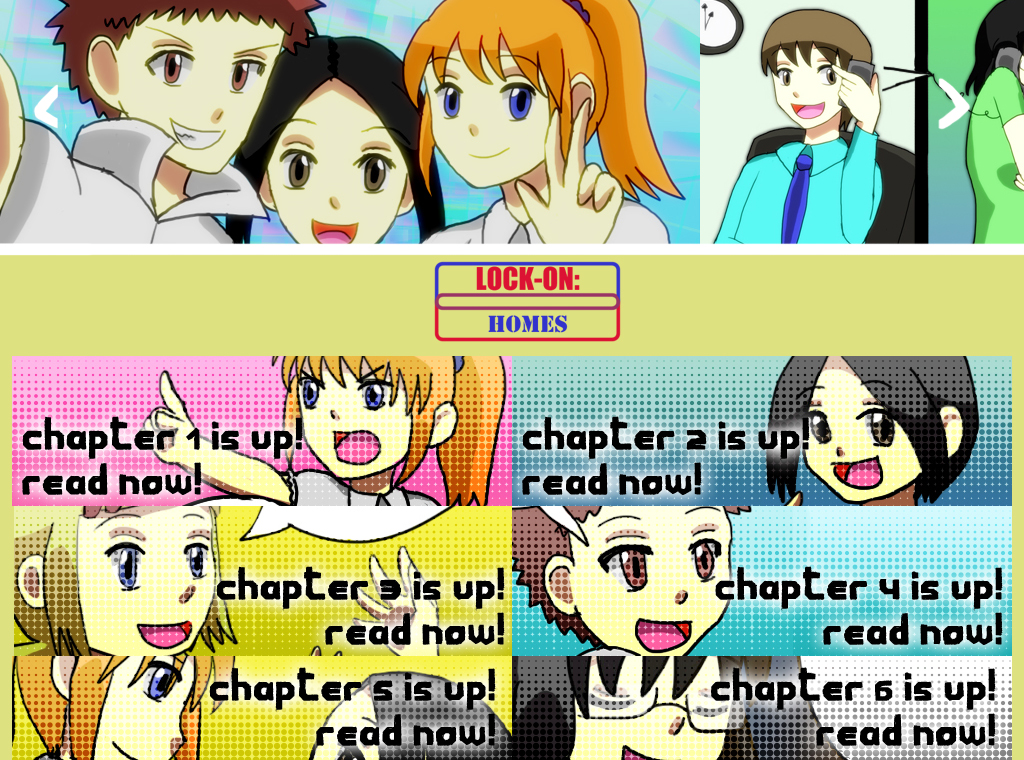 LOCK-ON:
HOMES
chapter 1 is up!
read now!
chapter 2 is up!
read now!
chapter 3 is up!
read now!
chapter 4 is up!
read now!
chapter 5 is up!
read now!
chapter 6 is up!
read now!